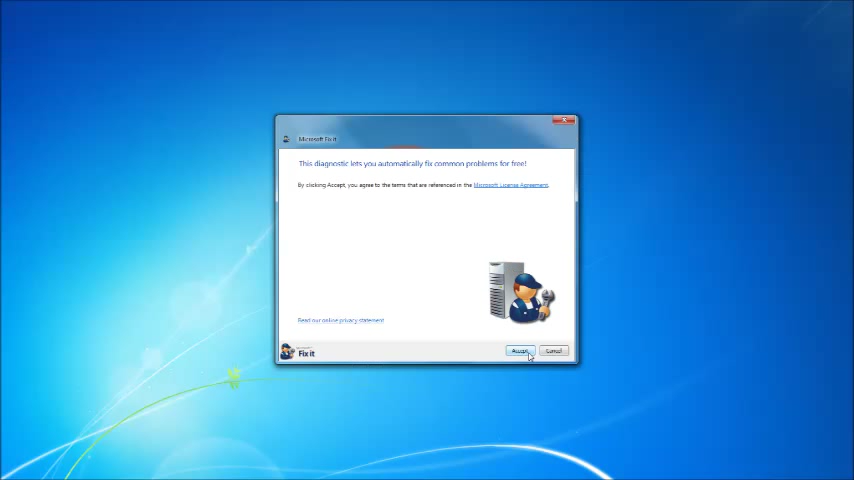 Microsoft Fix it
This diagnostic lets you automatically fix common problems for free!
By clicking Accept, you agree to the terms that are referenced in the Microsoft License Agreement.
Read our online privacy statement
Fix it
Accept
Cancel